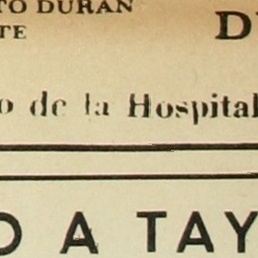 TO DURAN
TE
o de la Hospital
O A TAY